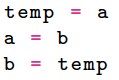 temp = a
a = b
b = temp